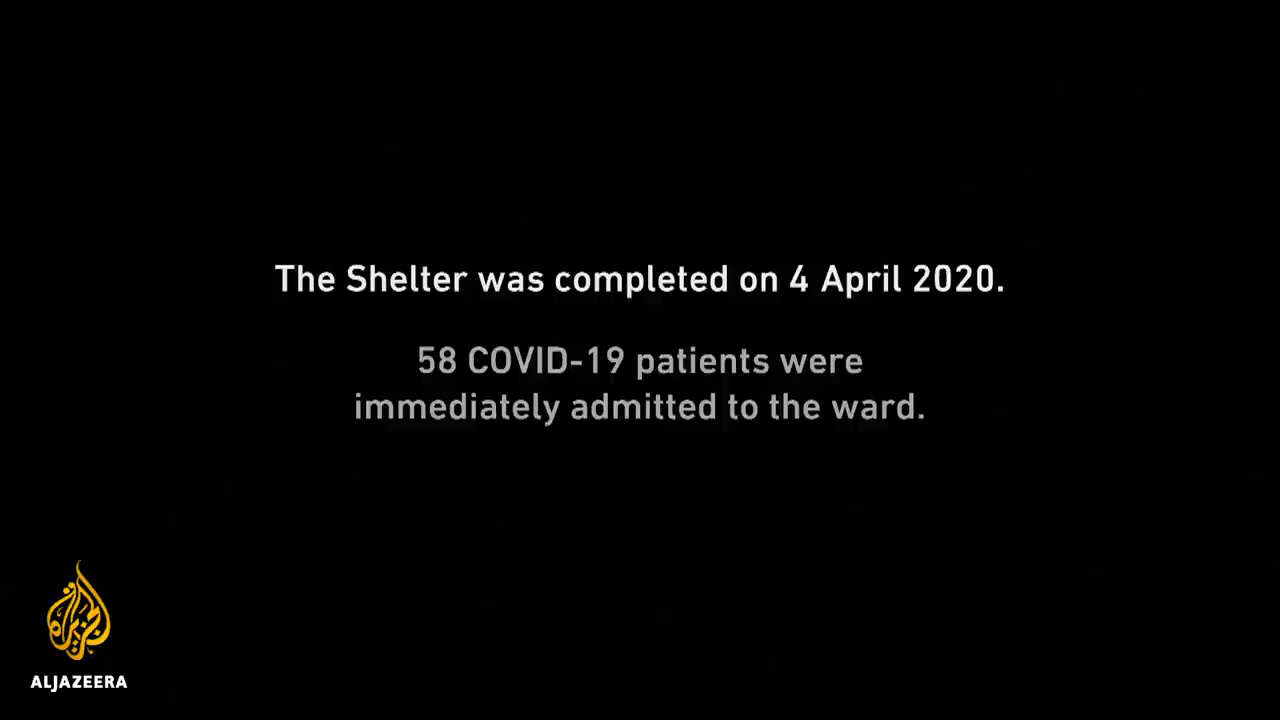 The Shelter was completed on 4 April 2020.
58 COVID-19 patients were
immediately admitted to the ward.
الجزيرة
ALJAZEERA